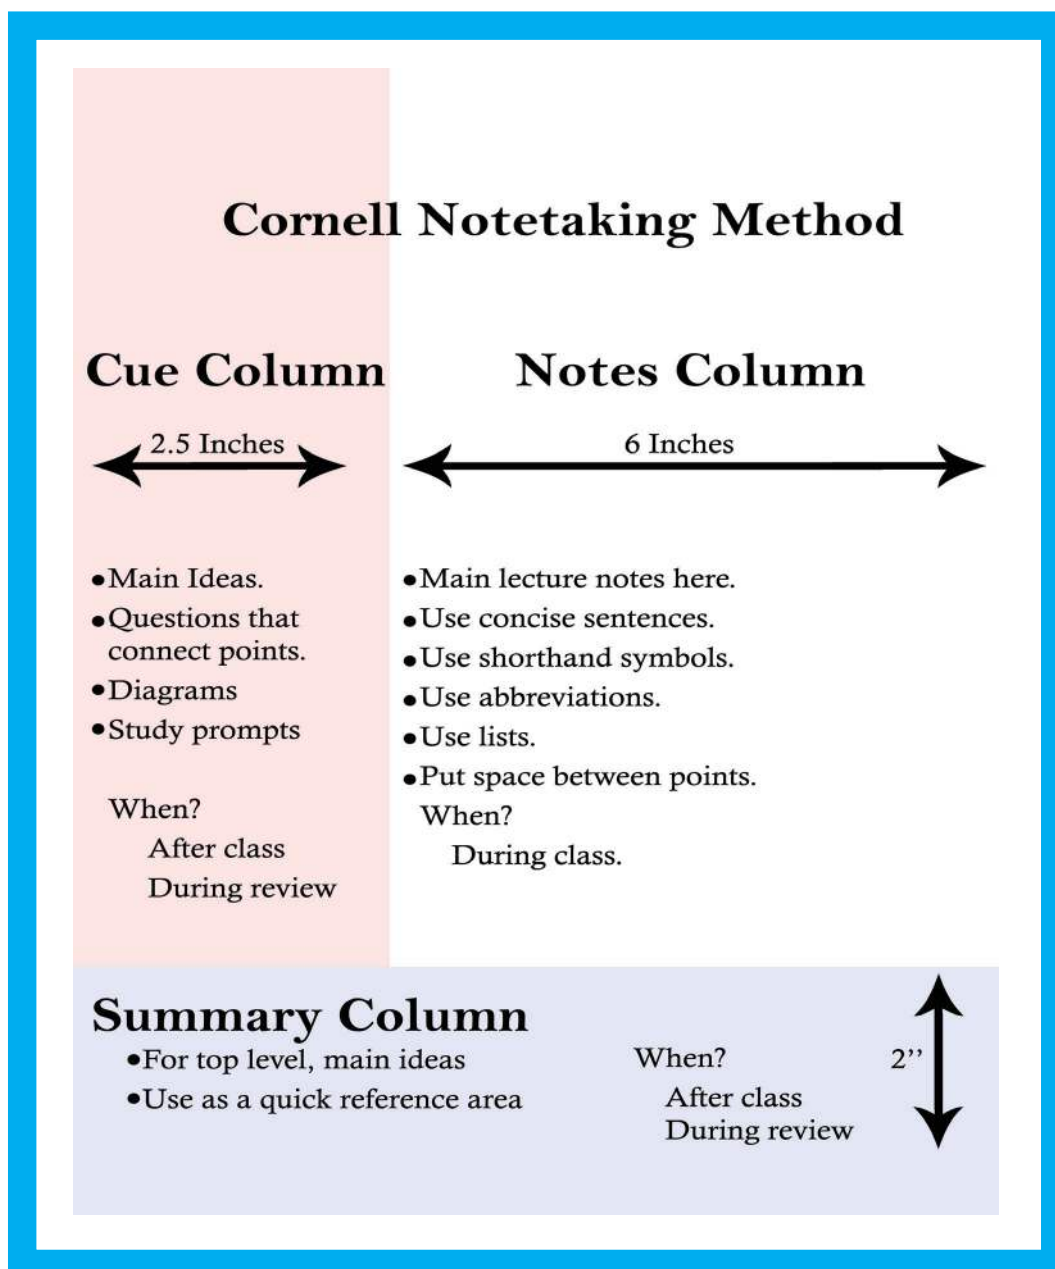 Cornell Notetaking Method
Cue Column
2.5 Inches
•Main Ideas.
•Questions that
connect points.
•Diagrams
•Study prompts
When?
After class
During review
Notes Column
6 Inches
•Main lecture notes here.
•Use concise sentences.
•Use shorthand symbols.
•Use abbreviations.
•Use lists.
•Put space between points.
When?
During class.
Summary Column
•For top level, main ideas
•Use as a quick reference area
When?
After class
During review
2’’